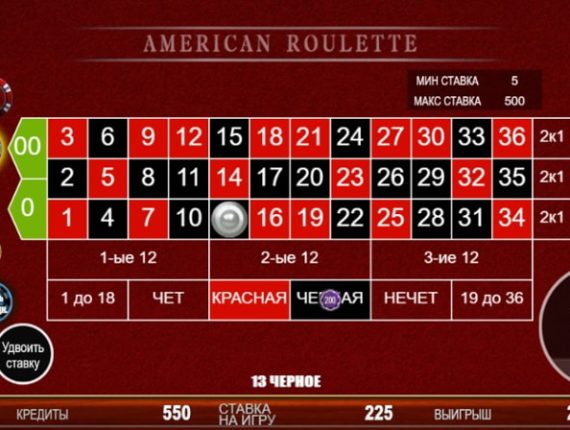 AMERICAN ROULETTE
МИН СТАВКА 5
МАКС СТАВКА 500
00 3 6 9 12 15 18 21 24 27 30 33 36 2к1
2 5 8 11 14 17 20 23 26 29 32 35 2к1
0 1 4 7 10 16 19 22 25 28 31 34 2к1
1-ые 12 2-ые 12 3-ие 12
1 до 18 ЧЕТ КРАСНАЯ 200 НЕЧЕТ 19 до 36
Удвоить
ставку
13 ЧЕРНОЕ
КРЕДИТЫ 550 СТАВКА НА ИГРУ 225 ВЫИГРЫШ